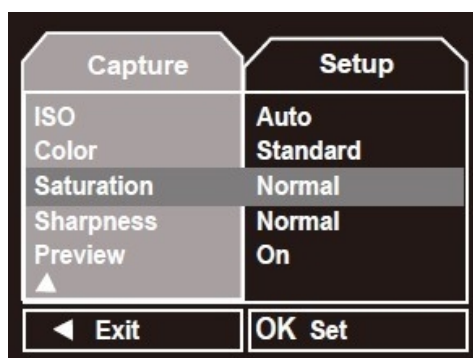 Capture Setup
ISO Auto
Color Standard
Saturation Normal
Sharpness Normal
Preview On
Exit OK Set